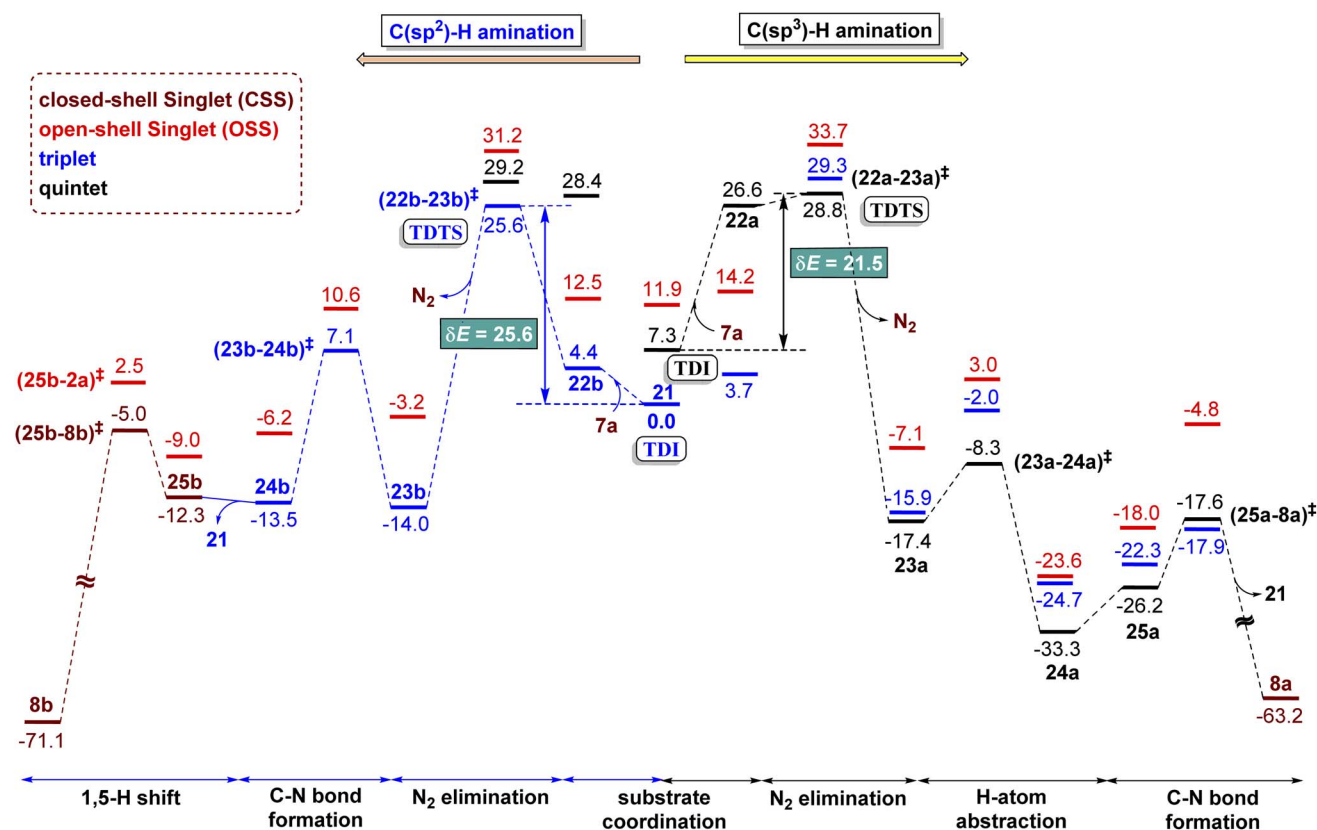 C(sp²)-H amination
C(sp³)-H amination
closed-shell Singlet (CSS)
open-shell Singlet (OSS)
triplet
quintet
31.2
29.2
(22b-23b)‡
25.6
TDTS
28.4
33.7
29.3
(22a-23a)‡
26.6
22a
28.8
TDTS
N₂
δE = 25.6
12.5
11.9
14.2
δE = 21.5
N₂
10.6
(23b-24b)‡
7.1
7.3
7a
TDI
4.4
22b
7a
21
0.0
TDI
3.7
(25b-2a)‡
2.5
(25b-8b)‡
-5.0
-9.0
25b
-12.3
-6.2
24b
-13.5
21
-3.2
23b
-14.0
-7.1
-15.9
-17.4
23a
3.0
-2.0
-8.3
(23a-24a)‡
-4.8
-17.6
(25a-8a)‡
-17.9
-18.0
-22.3
-26.2
25a
-23.6
-24.7
-33.3
24a
21
8b
-71.1
8a
-63.2
1,5-H shift
C-N bond
formation
N₂ elimination
substrate
coordination
N₂ elimination
H-atom
abstraction
C-N bond
formation